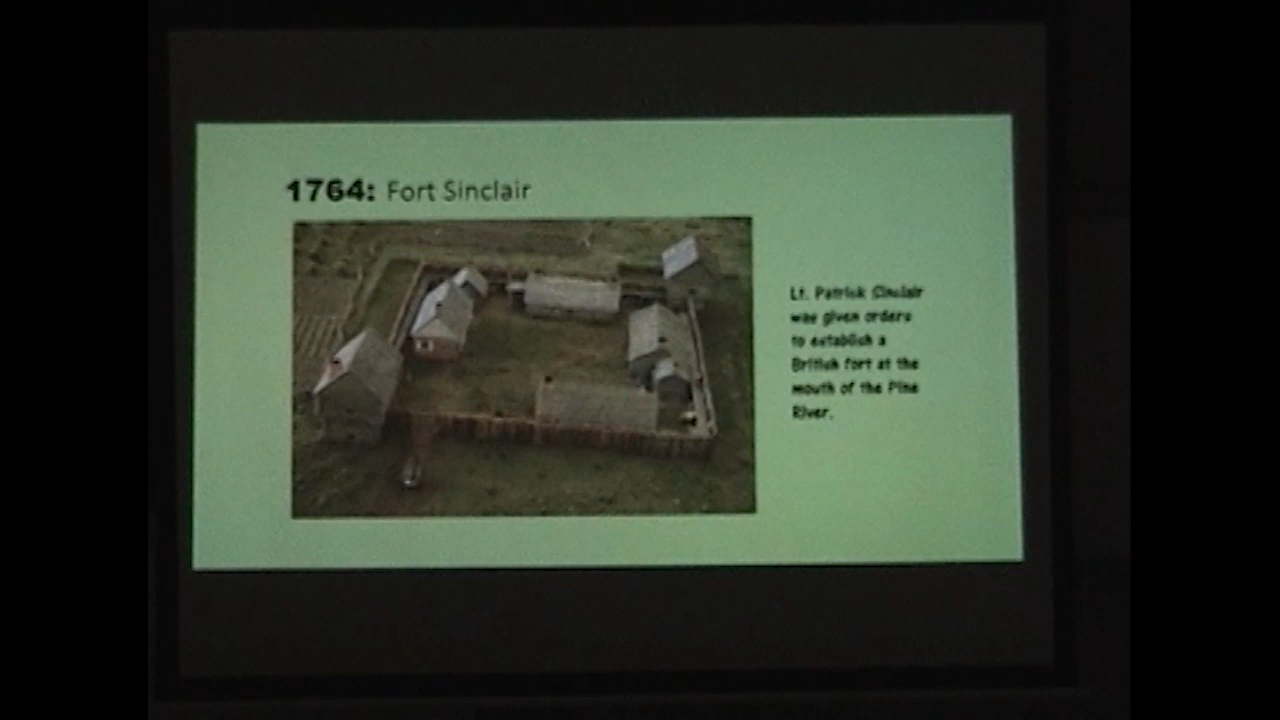 1764: Fort Sinclair
Lt. Patrick Sinclair
was given orders
to establish a
British fort at the
mouth of the Pine
River.